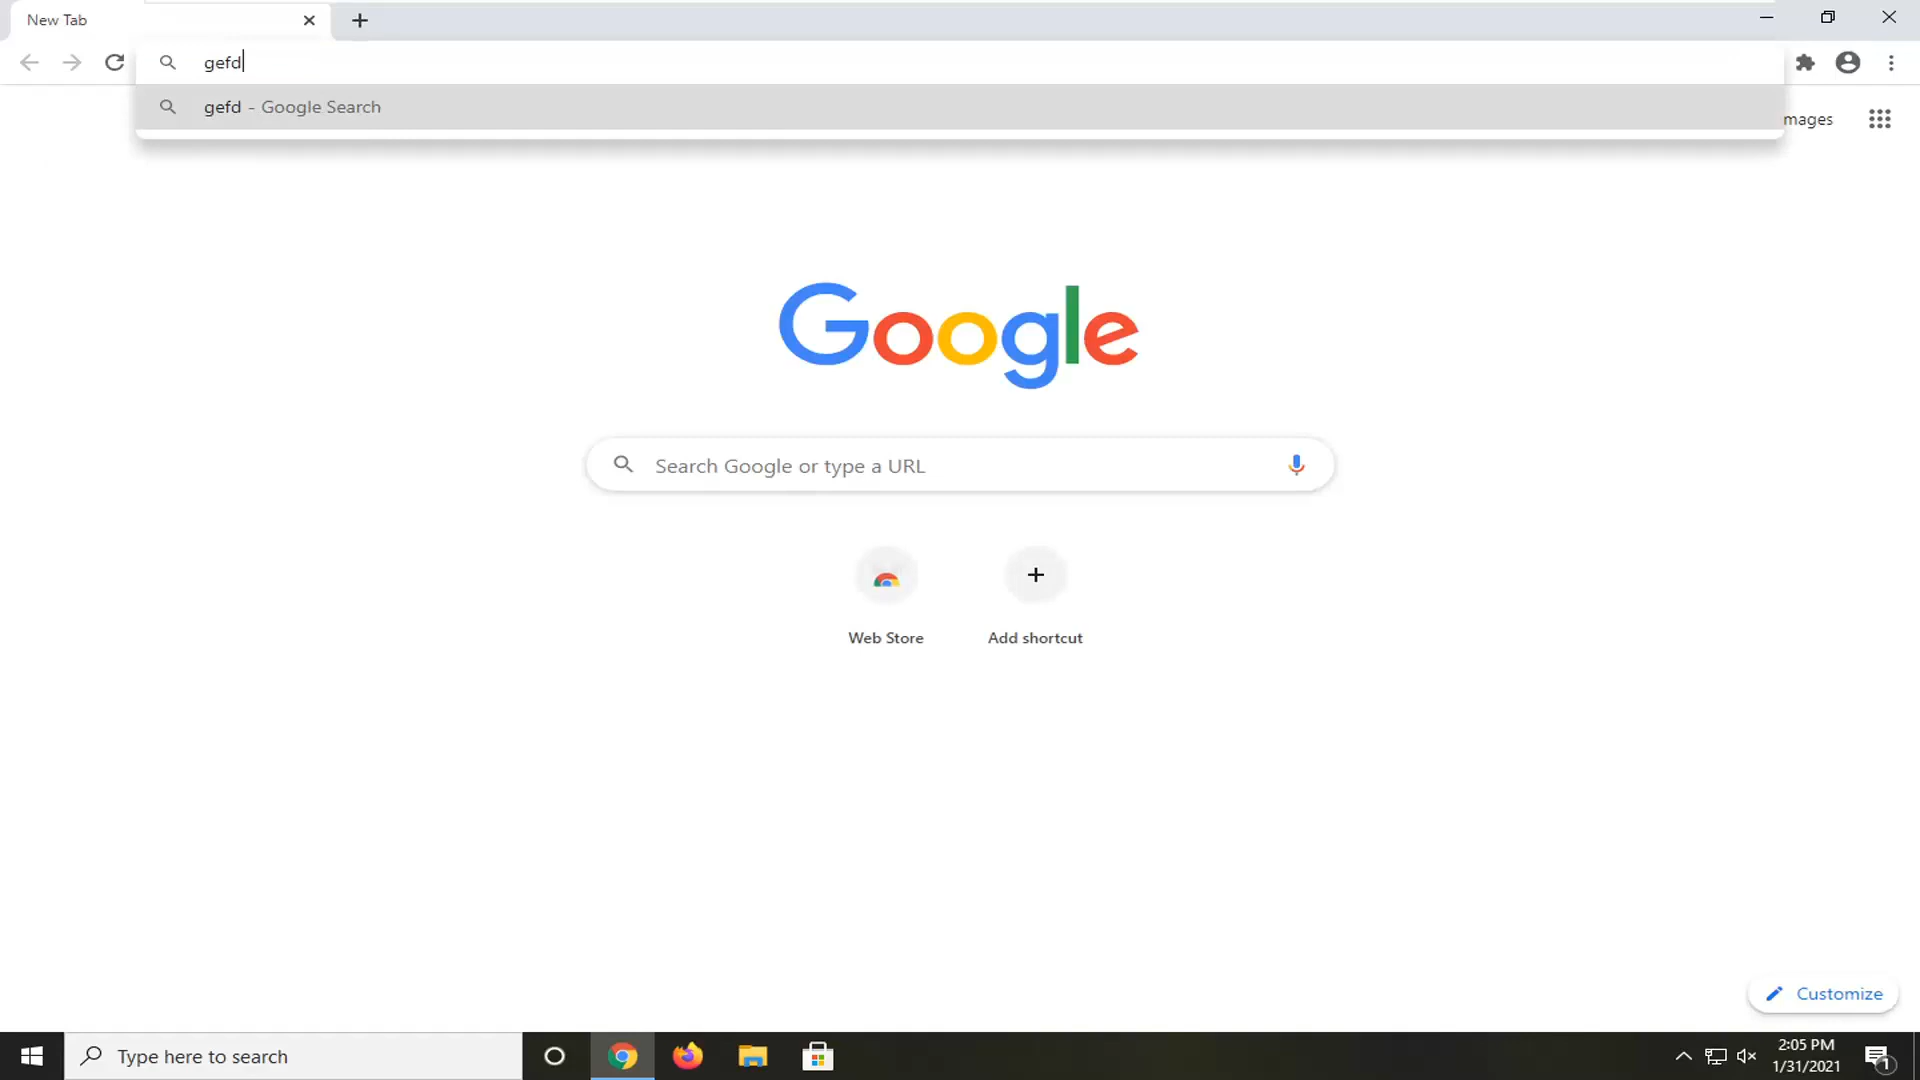 New Tab
gefd
gefd - Google Search
mages
Google
Search Google or type a URL
Web Store
Add shortcut
Customize
Type here to search
2:05 PM
1/31/2021
1